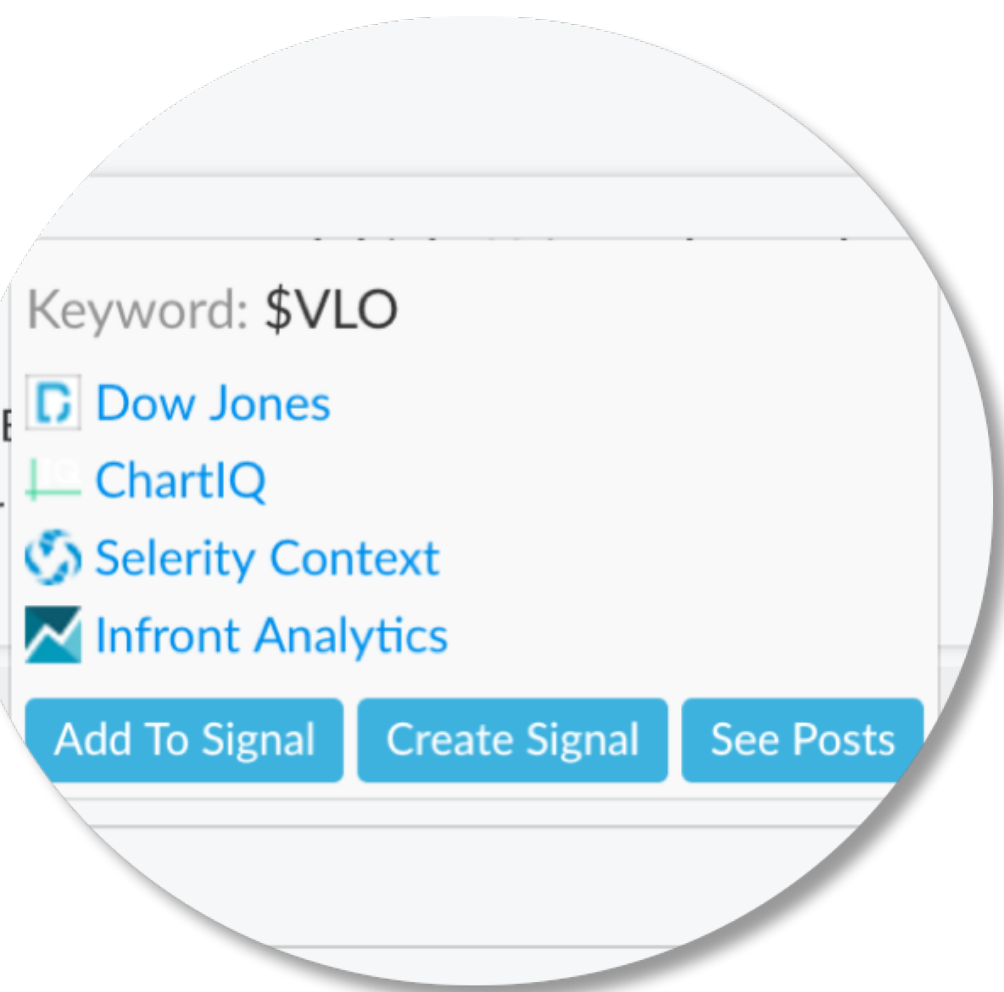 Keyword: $VLO
Dow Jones
ChartIQ
Selerity Context
Infront Analytics
Add To Signal Create Signal See Posts